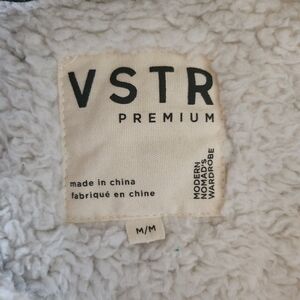 VSTR
PREMIUM
made in china
fabriqué en chine
MODERN
NOMAD'S
WARDROBE
M/M